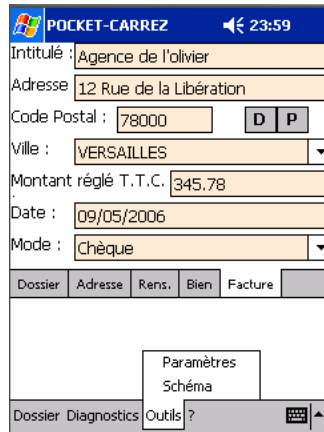 POCKET-CARREZ 23:59
Intitulé : Agence de l'olivier
Adresse 12 Rue de la Libération
Code Postal : 78000 D P
Ville : VERSAILLES
Montant réglé T.T.C. 345.78
:
Date : 09/05/2006
Mode : Chèque
Dossier Adresse Rens. Bien Facture
Paramètres
Schéma
Dossier Diagnostics Outils ?